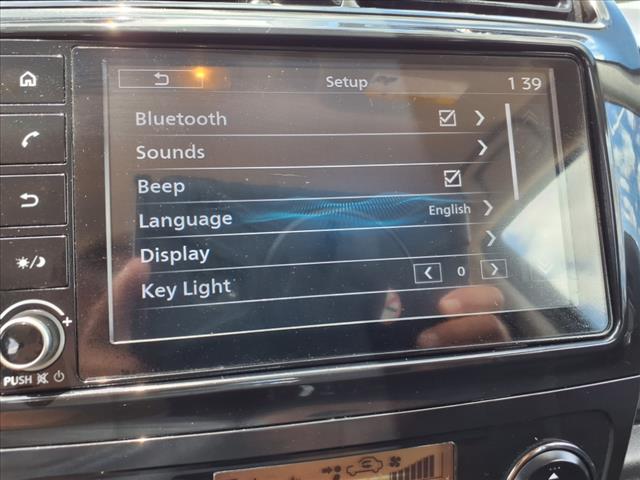 Setup
1 39
Bluetooth
Sounds
Beep
Language English
Display
Key Light 0
PUSH